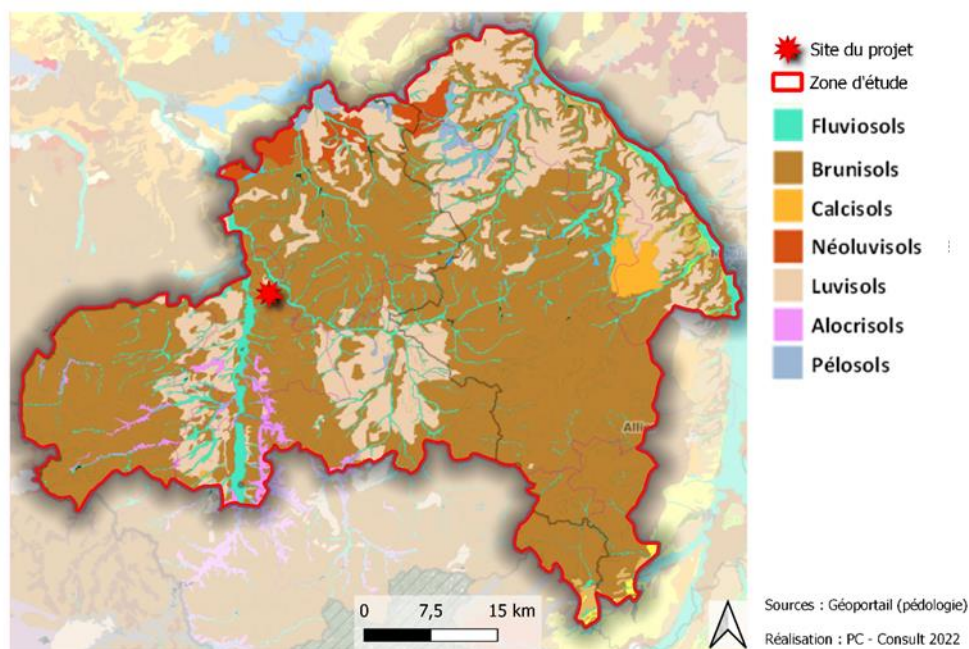 Site du projet
Zone d'étude
Fluviosols
Brunisols
Calcisols
Néoluvisols
Luvisols
Alocrisols
Pélosols
Alli
0 7,5 15 km
Sources : Géoportail (pédologie)
Réalisation : PC - Consult 2022